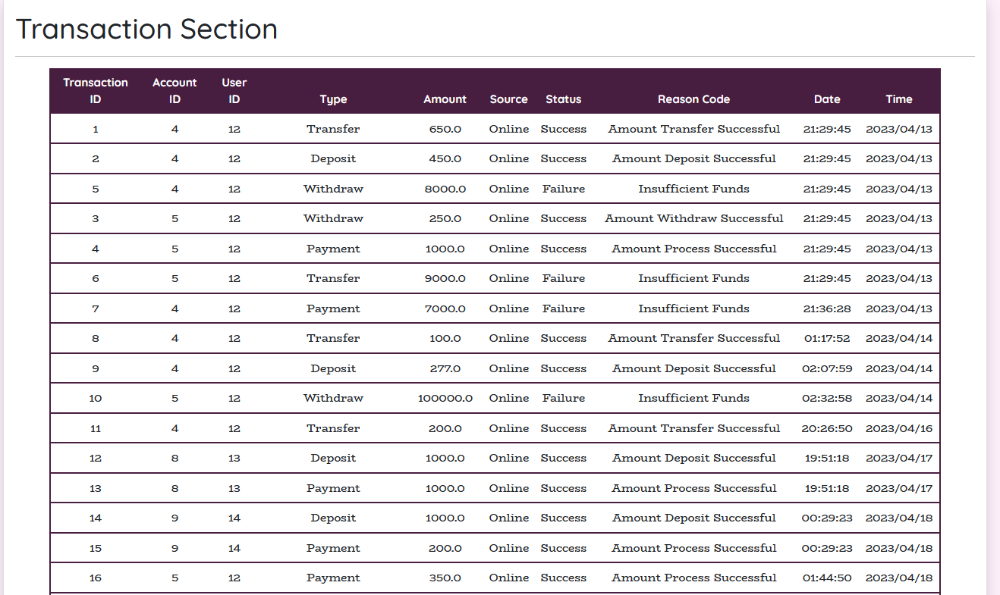 Transaction Section
Transaction Account User
ID ID ID Type Amount Source Status Reason Code Date Time
1 4 12 Transfer 650.0 Online Success Amount Transfer Successful 21:29:45 2023/04/13
2 4 12 Deposit 450.0 Online Success Amount Deposit Successful 21:29:45 2023/04/13
5 4 12 Withdraw 8000.0 Online Failure Insufficient Funds 21:29:45 2023/04/13
3 5 12 Withdraw 250.0 Online Success Amount Withdraw Successful 21:29:45 2023/04/13
4 5 12 Payment 1000.0 Online Success Amount Process Successful 21:29:45 2023/04/13
6 5 12 Transfer 9000.0 Online Failure Insufficient Funds 21:29:45 2023/04/13
7 4 12 Payment 7000.0 Online Failure Insufficient Funds 21:36:28 2023/04/13
8 4 12 Transfer 100.0 Online Success Amount Transfer Successful 01:17:52 2023/04/14
9 4 12 Deposit 277.0 Online Success Amount Deposit Successful 02:07:59 2023/04/14
10 5 12 Withdraw 100000.0 Online Failure Insufficient Funds 02:32:58 2023/04/14
11 4 12 Transfer 200.0 Online Success Amount Transfer Successful 20:26:50 2023/04/16
12 8 13 Deposit 1000.0 Online Success Amount Deposit Successful 19:51:18 2023/04/17
13 8 13 Payment 1000.0 Online Success Amount Process Successful 19:51:18 2023/04/17
14 9 14 Deposit 1000.0 Online Success Amount Deposit Successful 00:29:23 2023/04/18
15 9 14 Payment 200.0 Online Success Amount Process Successful 00:29:23 2023/04/18
16 5 12 Payment 350.0 Online Success Amount Process Successful 01:44:50 2023/04/18